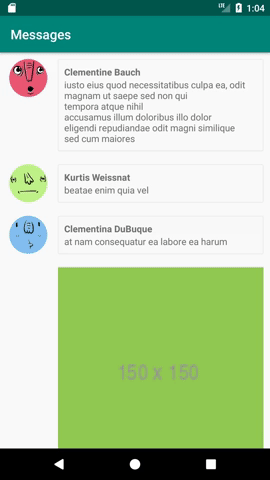 LTE 1:04
Messages
Clementine Bauch
iusto eius quod necessitatibus culpa ea, odit
magnam ut saepe sed non qui
tempora atque nihil
accusamus illum doloribus illo dolor
eligendi repudiandae odit magni similique
sed cum maiores
Kurtis Weissnat
beatae enim quia vel
Clementina DuBuque
at nam consequatur ea labore ea harum
150 x 150